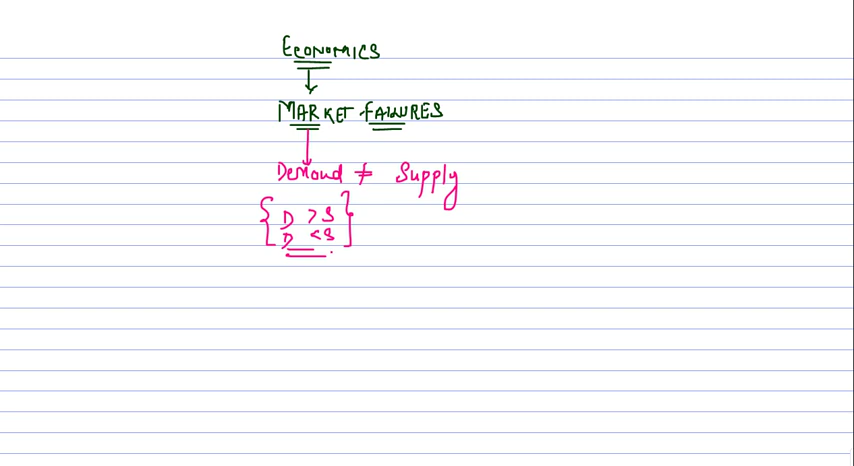 ECONOMICS
↓
MARKET FAILURES
↓
Demand ≠ Supply
D > S
D < S